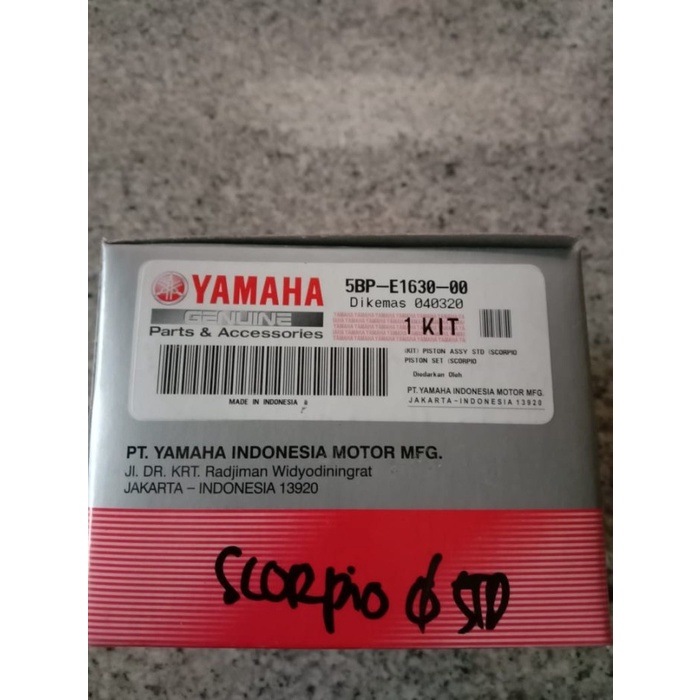 YAMAHA
GENUINE
Parts & Accessories
5BP-E1630-00
Dikemas 040320
1 KIT
(KIT) PISTON ASSY STD (SCORPIO
PISTON SET (SCORPIO
Diedarkan Oleh
PT. YAMAHA INDONESIA MOTOR MFG.
JAKARTA-INDONESIA 13920
MADE IN INDONESIA
PT. YAMAHA INDONESIA MOTOR MFG.
Jl. DR. KRT. Radjiman Widyodiningrat
JAKARTA – INDONESIA 13920
SCORPIO Ø STD